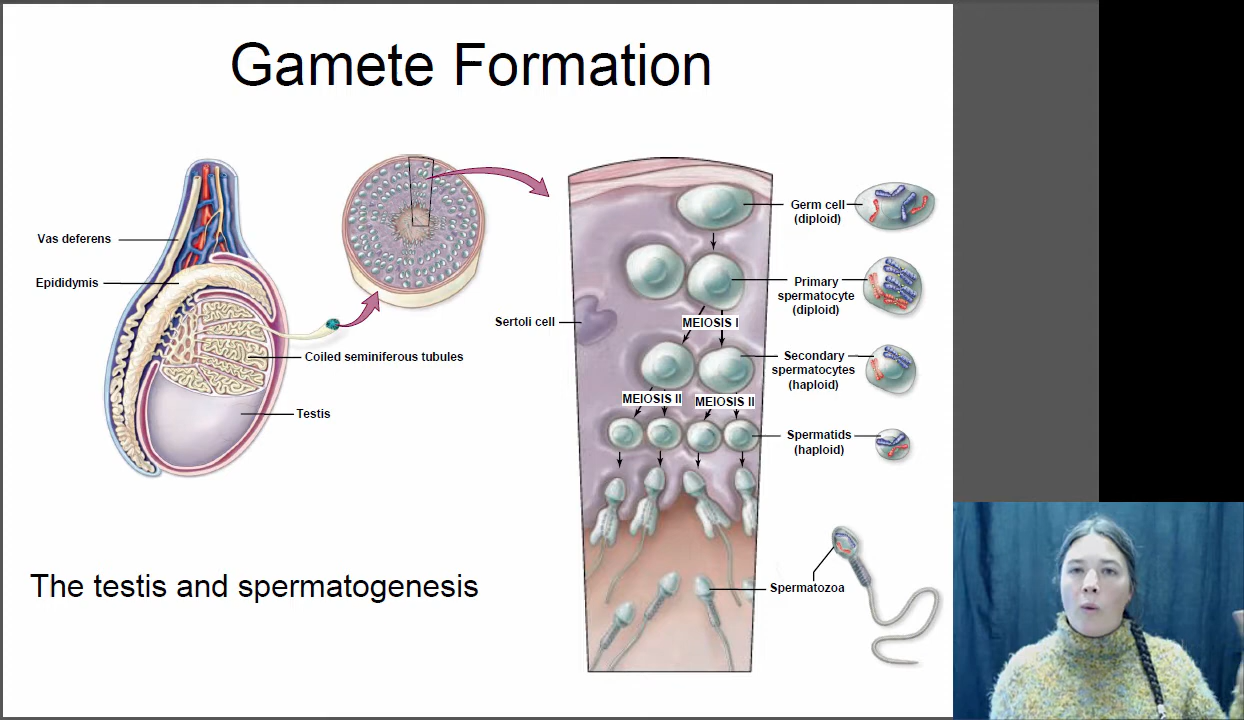 Gamete Formation
Vas deferens
Epididymis
Coiled seminiferous tubules
Testis
Sertoli cell
Germ cell
(diploid)
Primary
spermatocyte
(diploid)
MEIOSIS I
Secondary
spermatocytes
(haploid)
MEIOSIS II
MEIOSIS II
Spermatids
(haploid)
Spermatozoa
The testis and spermatogenesis